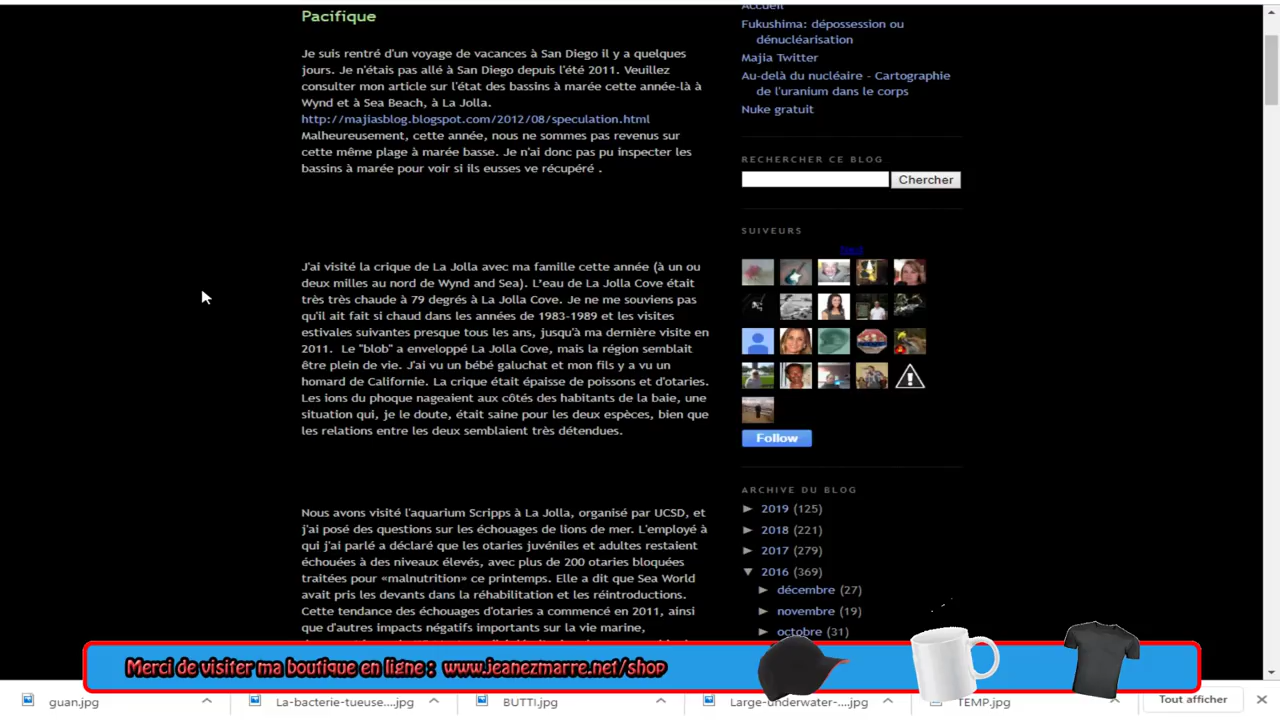 Pacifique
Je suis rentré d'un voyage de vacances à San Diego il y a quelques
jours. Je n'étais pas allé à San Diego depuis l'été 2011. Veuillez
consulter mon article sur l'état des bassins à marée cette année-là à
Wynd et à Sea Beach, à La Jolla.
http://majiasblog.blogspot.com/2012/08/speculation.html
Malheureusement, cette année, nous ne sommes pas revenus sur
cette même plage à marée basse. Je n'ai donc pas pu inspecter les
bassins à marée pour voir si ils eusses ve récupéré .
J'ai visité la crique de La Jolla avec ma famille cette année (à un ou
deux milles au nord de Wynd and Sea). L'eau de La Jolla Cove était
très très chaude à 79 degrés à La Jolla Cove. Je ne me souviens pas
qu'il ait fait si chaud dans les années de 1983-1989 et les visites
estivales suivantes presque tous les ans, jusqu'à ma dernière visite en
2011. Le "blob" a enveloppé La Jolla Cove, mais la région semblait
être plein de vie. J'ai vu un bébé galuchat et mon fils y a vu un
homard de Californie. La crique était épaisse de poissons et d'otaries.
Les ions du phoque nageaient aux côtés des habitants de la baie, une
situation qui, je le doute, était saine pour les deux espèces, bien que
les relations entre les deux semblaient très détendues.
Nous avons visité l'aquarium Scripps à La Jolla, organisé par UCSD, et
j'ai posé des questions sur les échouages de lions de mer. L'employé à
qui j'ai parlé a déclaré que les otaries juvéniles et adultes restaient
échouées à des niveaux élevés, avec plus de 200 otaries bloquées
traitées pour «malnutrition» ce printemps. Elle a dit que Sea World
avait pris les devants dans la réhabilitation et les réintroductions.
Cette tendance des échouages d'otaries a commencé en 2011, ainsi
que d'autres impacts négatifs importants sur la vie marine,
Accueil
Fukushima: dépossession ou
dénucléarisation
Majia Twitter
Au-delà du nucléaire - Cartographie
de l'uranium dans le corps
Nuke gratuit
RECHERCHER CE BLOG
Chercher
SUIVEURS
Next
Follow
ARCHIVE DU BLOG
► 2019 (125)
► 2018 (221)
► 2017 (279)
▼ 2016 (369)
► décembre (27)
► novembre (19)
► octobre (31)
Merci de visiter ma boutique en ligne : www.jeanezmarre.net/shop
guan.jpg
La-bacterie-tueuse....jpg
BUTTI.jpg
Large-underwater-....jpg
TEMP.jpg
Tout afficher